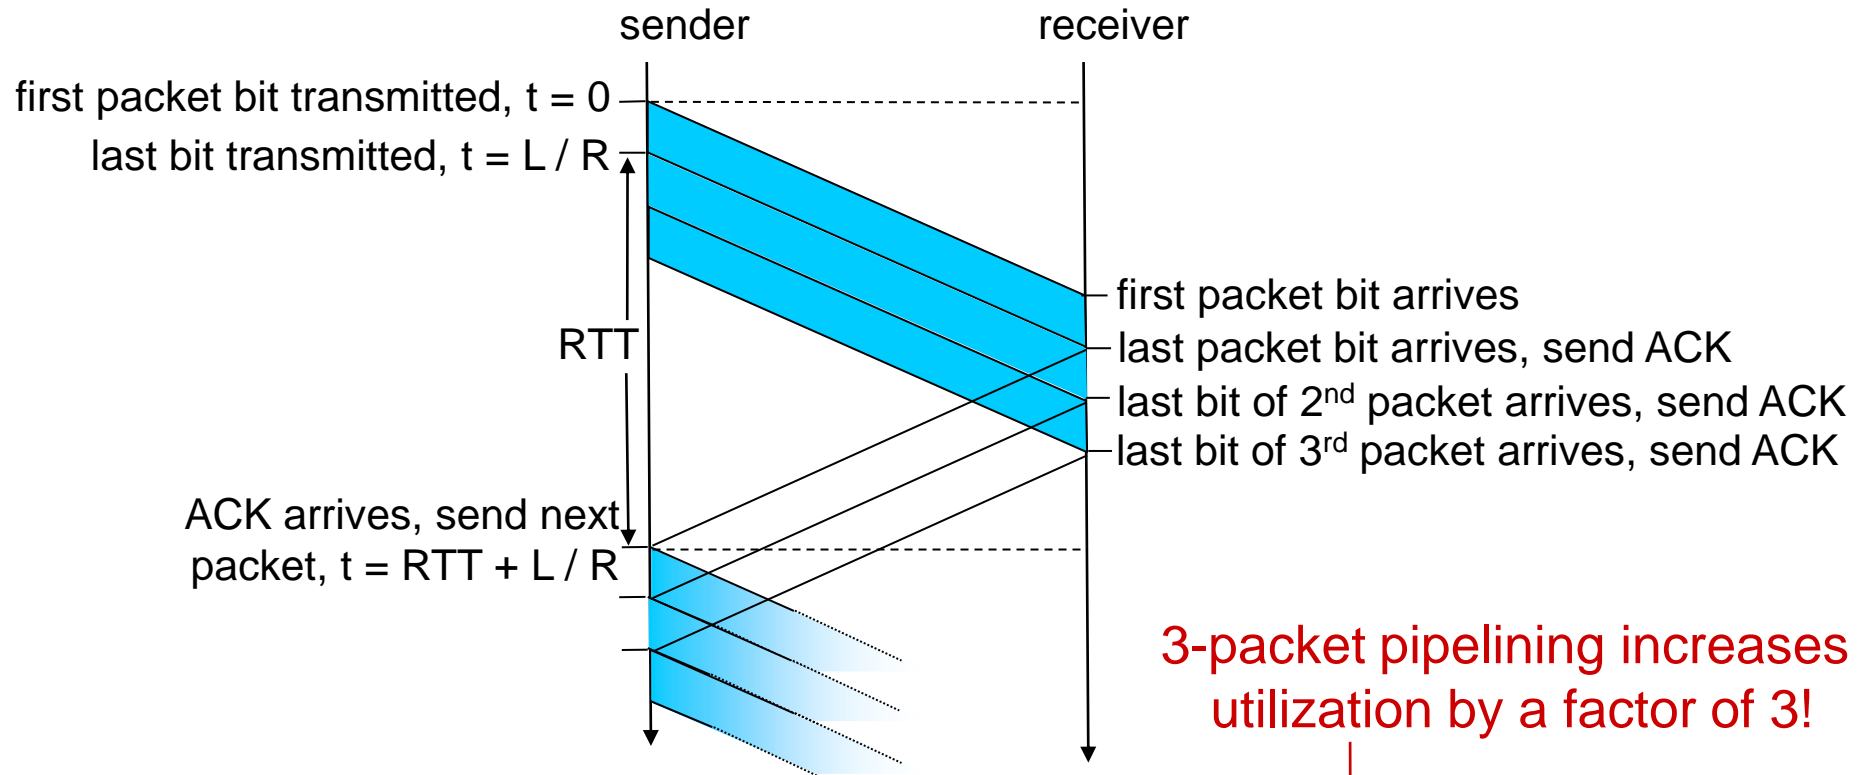 sender
receiver
first packet bit transmitted, t = 0
last bit transmitted, t = L / R
first packet bit arrives
RTT
last packet bit arrives, send ACK
last bit of 2nd packet arrives, send ACK
last bit of 3rd packet arrives, send ACK
ACK arrives, send next
packet, t = RTT + L / R
3-packet pipelining increases
utilization by a factor of 3!